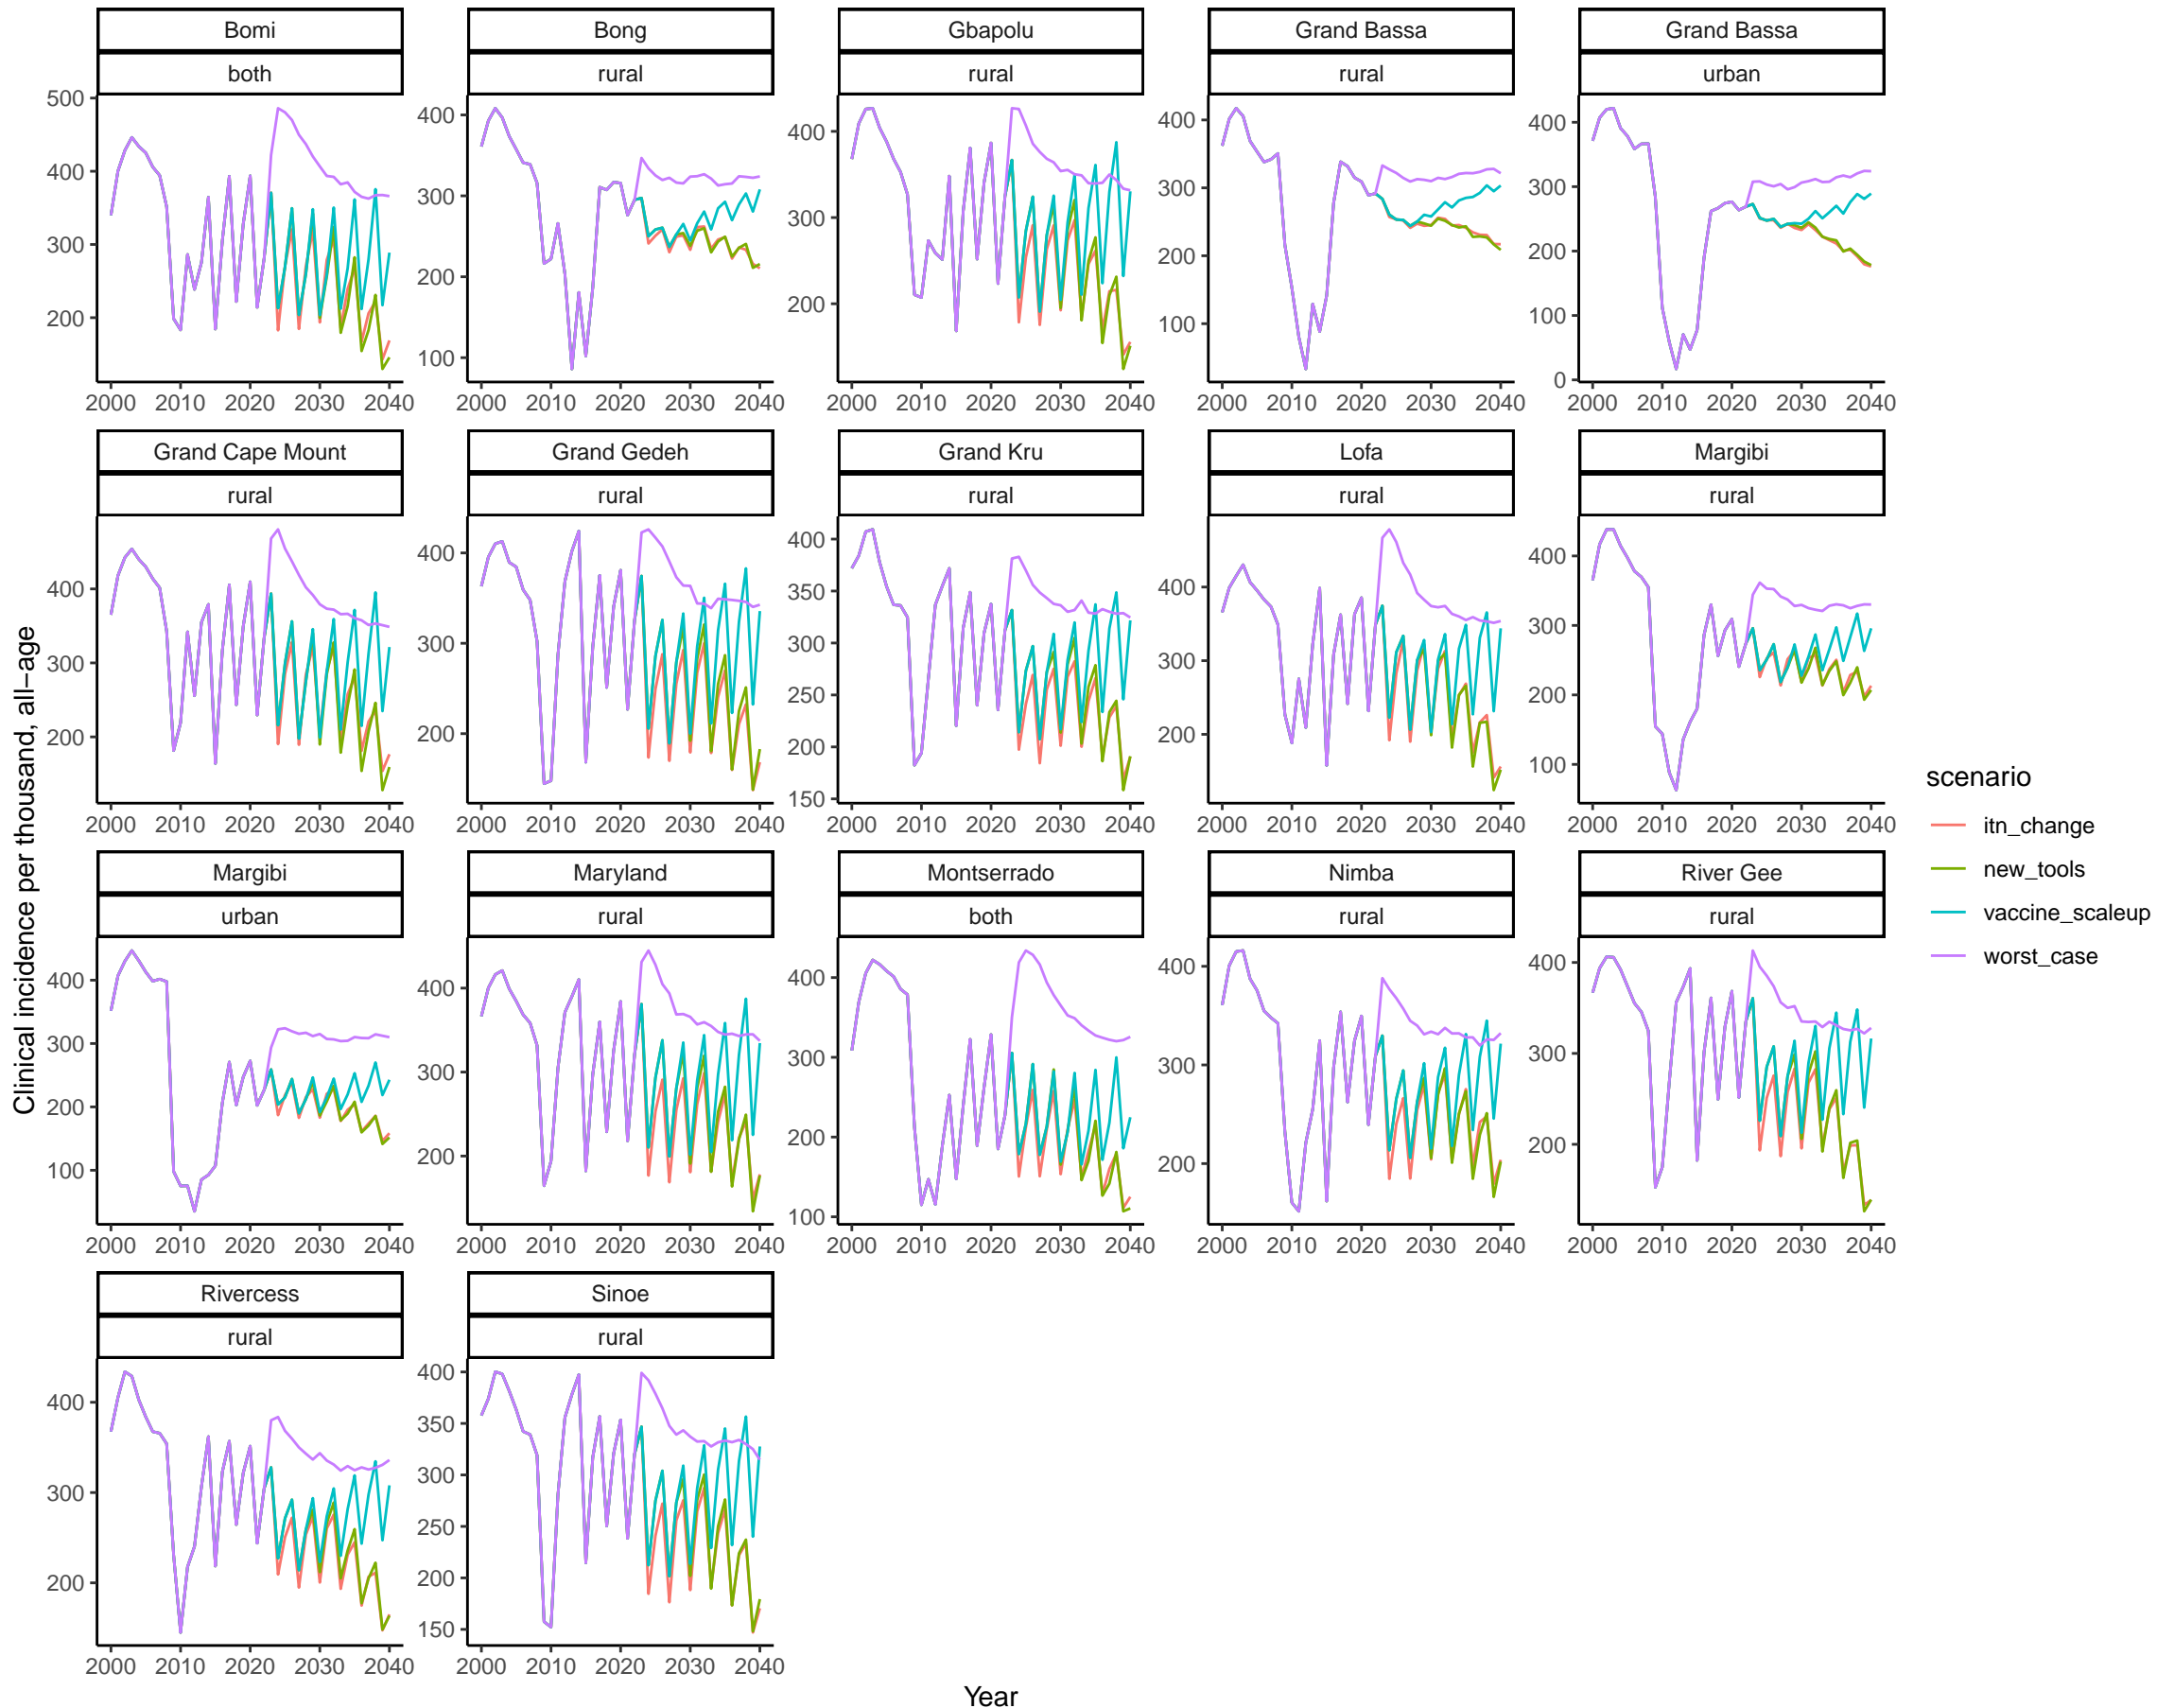 Bomi
both
Bong
rural
Gbapolu
rural
Grand Bassa
rural
Grand Bassa
urban
500
400
300
200
400
300
200
100
400
300
200
400
300
200
100
400
300
200
100
0
2000 2010 2020 2030 2040
2000 2010 2020 2030 2040
2000 2010 2020 2030 2040
2000 2010 2020 2030 2040
2000 2010 2020 2030 2040
Grand Cape Mount
rural
Grand Gedeh
rural
Grand Kru
rural
Lofa
rural
Margibi
rural
400
300
200
400
300
200
400
350
300
250
200
150
400
300
200
400
300
200
100
2000 2010 2020 2030 2040
2000 2010 2020 2030 2040
2000 2010 2020 2030 2040
2000 2010 2020 2030 2040
2000 2010 2020 2030 2040
Margibi
urban
Maryland
rural
Montserrado
both
Nimba
rural
River Gee
rural
400
300
200
100
400
300
200
400
300
200
100
400
300
200
400
300
200
2000 2010 2020 2030 2040
2000 2010 2020 2030 2040
2000 2010 2020 2030 2040
2000 2010 2020 2030 2040
2000 2010 2020 2030 2040
Rivercess
rural
Sinoe
rural
400
300
200
400
350
300
250
200
150
2000 2010 2020 2030 2040
2000 2010 2020 2030 2040
Clinical incidence per thousand, all−age
Year
scenario
itn_change
new_tools
vaccine_scaleup
worst_case